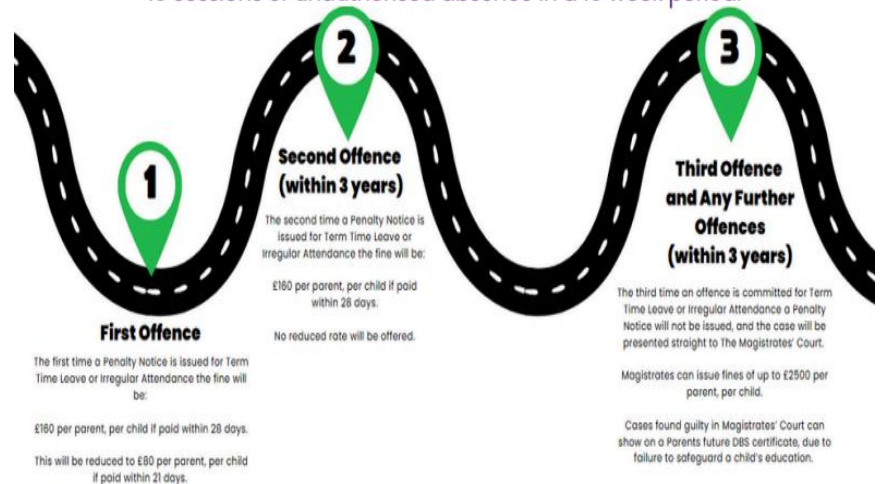 10 sessions of unauthorised absence in a 10 week period.
1
First Offence
The first time a Penalty Notice is issued for Term
Time Leave or Irregular Attendance the fine will
be:
£160 per parent, per child if paid within 28 days.
This will be reduced to £80 per parent, per child
if paid within 21 days.
2
Second Offence
(within 3 years)
The second time a Penalty Notice is
issued for Term Time Leave or
Irregular Attendance the fine will be:
£160 per parent, per child if paid
within 28 days.
No reduced rate will be offered.
3
Third Offence
and Any Further
Offences
(within 3 years)
The third time an offence is committed for Term
Time Leave or Irregular Attendance a Penalty
Notice will not be issued, and the case will be
presented straight to The Magistrates' Court.
Magistrates can issue fines of up to £2500 per
parent, per child.
Cases found guilty in Magistrates' Court can
show on a Parents future DBS certificate, due to
failure to safeguard a child's education.